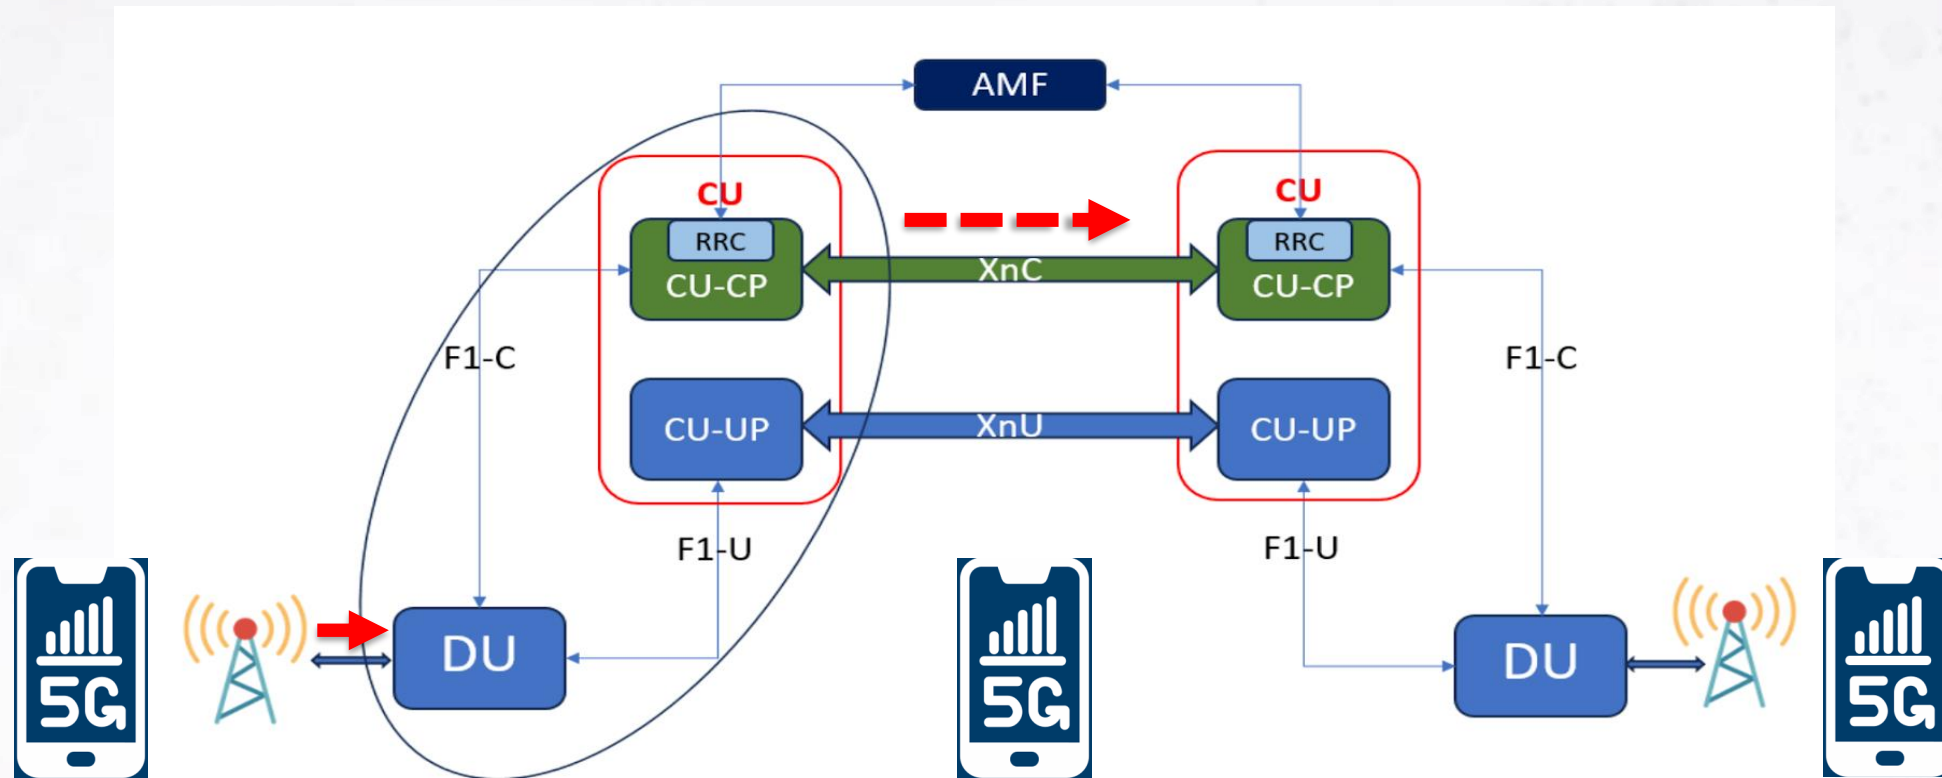 AMF
CU
CU
RRC
RRC
CU-CP
XnC
CU-CP
F1-C
F1-C
CU-UP
XnU
CU-UP
F1-U
F1-U
DU
DU
5G
5G
5G